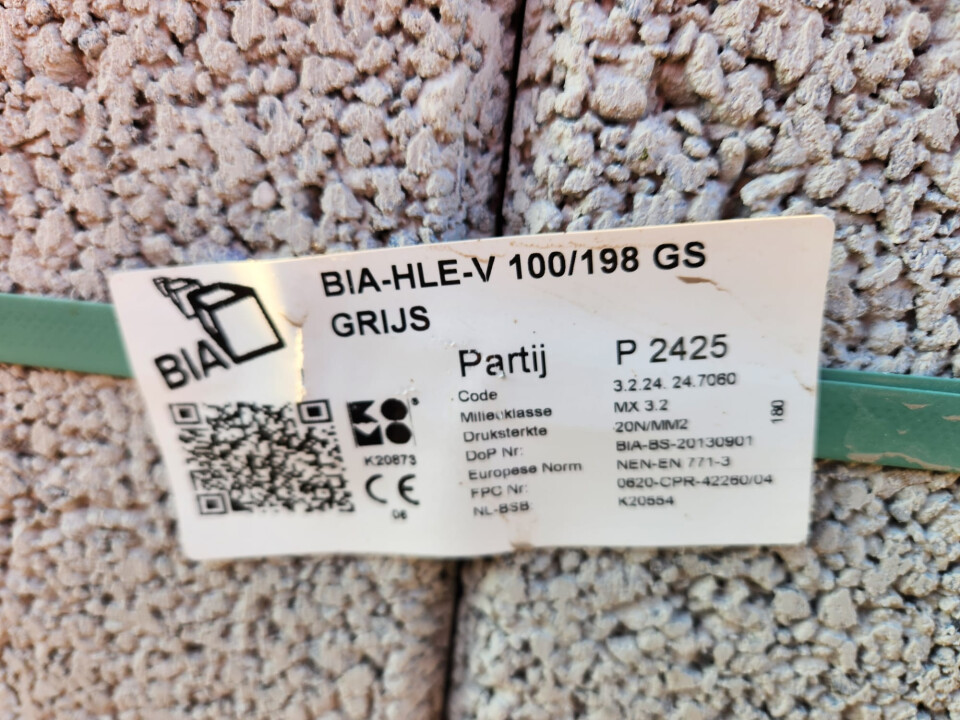 BIA-HLE-V 100/198 GS
GRIJS
BIA
Partij P 2425
Code 3.2.24. 24.7060
Milieuklasse MX 3.2
Druksterkte 20N/MM2
DoP Nr: BIA-BS-20130901
Europese Norm NEN-EN 771-3
FPC Nr: 0620-CPR-42260/04
NL-BSB K20554
180
KOMO
K20873
CE
06